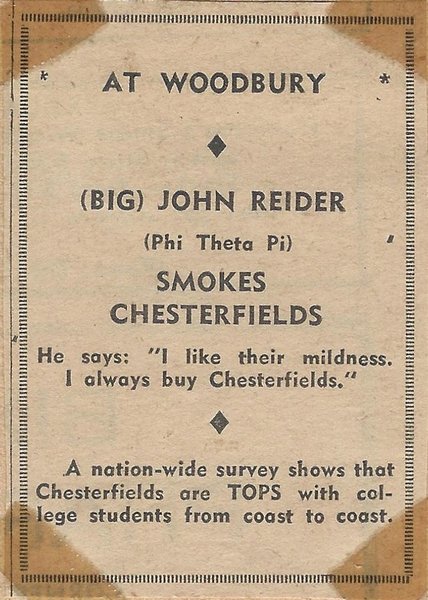 * AT WOODBURY *
(BIG) JOHN REIDER
(Phi Theta Pi)
SMOKES
CHESTERFIELDS
He says: "I like their mildness.
I always buy Chesterfields."
A nation-wide survey shows that
Chesterfields are TOPS with col-
lege students from coast to coast.